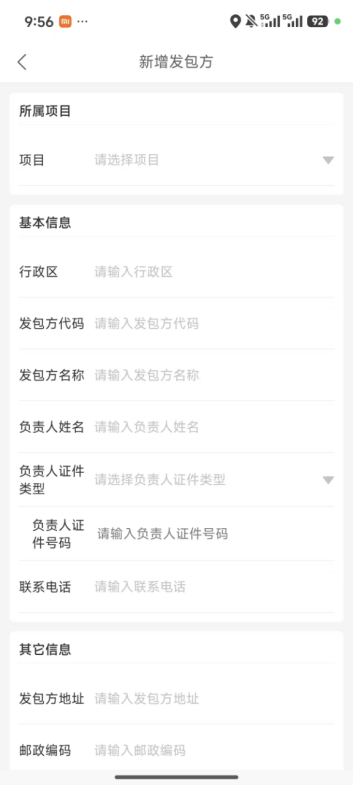 9:56 mi ···
5G 5G 92
新增发包方
所属项目
项目 请选择项目
基本信息
行政区 请输入行政区
发包方代码 请输入发包方代码
发包方名称 请输入发包方名称
负责人姓名 请输入负责人姓名
负责人证件
类型
请选择负责人证件类型
负责人证
件号码
请输入负责人证件号码
联系电话 请输入联系电话
其它信息
发包方地址 请输入发包方地址
邮政编码 请输入邮政编码